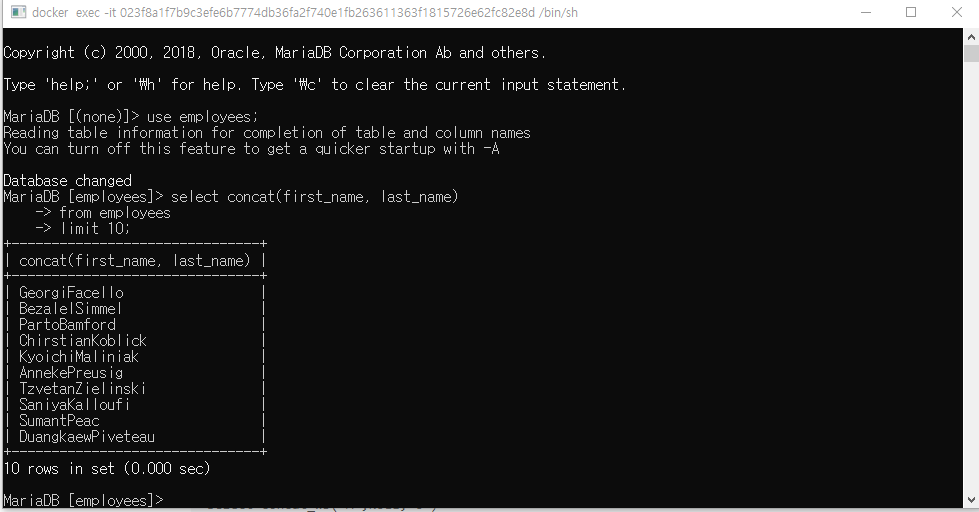 docker  exec -it 023f8a1f7b9c3efe6b7774db36fa2f740e1fb263611363f1815726e62fc82e8d /bin/sh
Copyright (c) 2000, 2018, Oracle, MariaDB Corporation Ab and others.
Type 'help;' or '₩h' for help. Type '₩c' to clear the current input statement.
MariaDB [(none)]> use employees;
Reading table information for completion of table and column names
You can turn off this feature to get a quicker startup with -A
Database changed
MariaDB [employees]> select concat(first_name, last_name)
    -> from employees
    -> limit 10;
+-------------------------------+
| concat(first_name, last_name) |
+-------------------------------+
| GeorgiFacello                 |
| BezalelSimmel                 |
| PartoBamford                  |
| ChirstianKoblick              |
| KyoichiMaliniak               |
| AnnekePreusig                 |
| TzvetanZielinski              |
| SaniyaKalloufi                |
| SumantPeac                    |
| DuangkaewPiveteau             |
+-------------------------------+
10 rows in set (0.000 sec)
MariaDB [employees]>